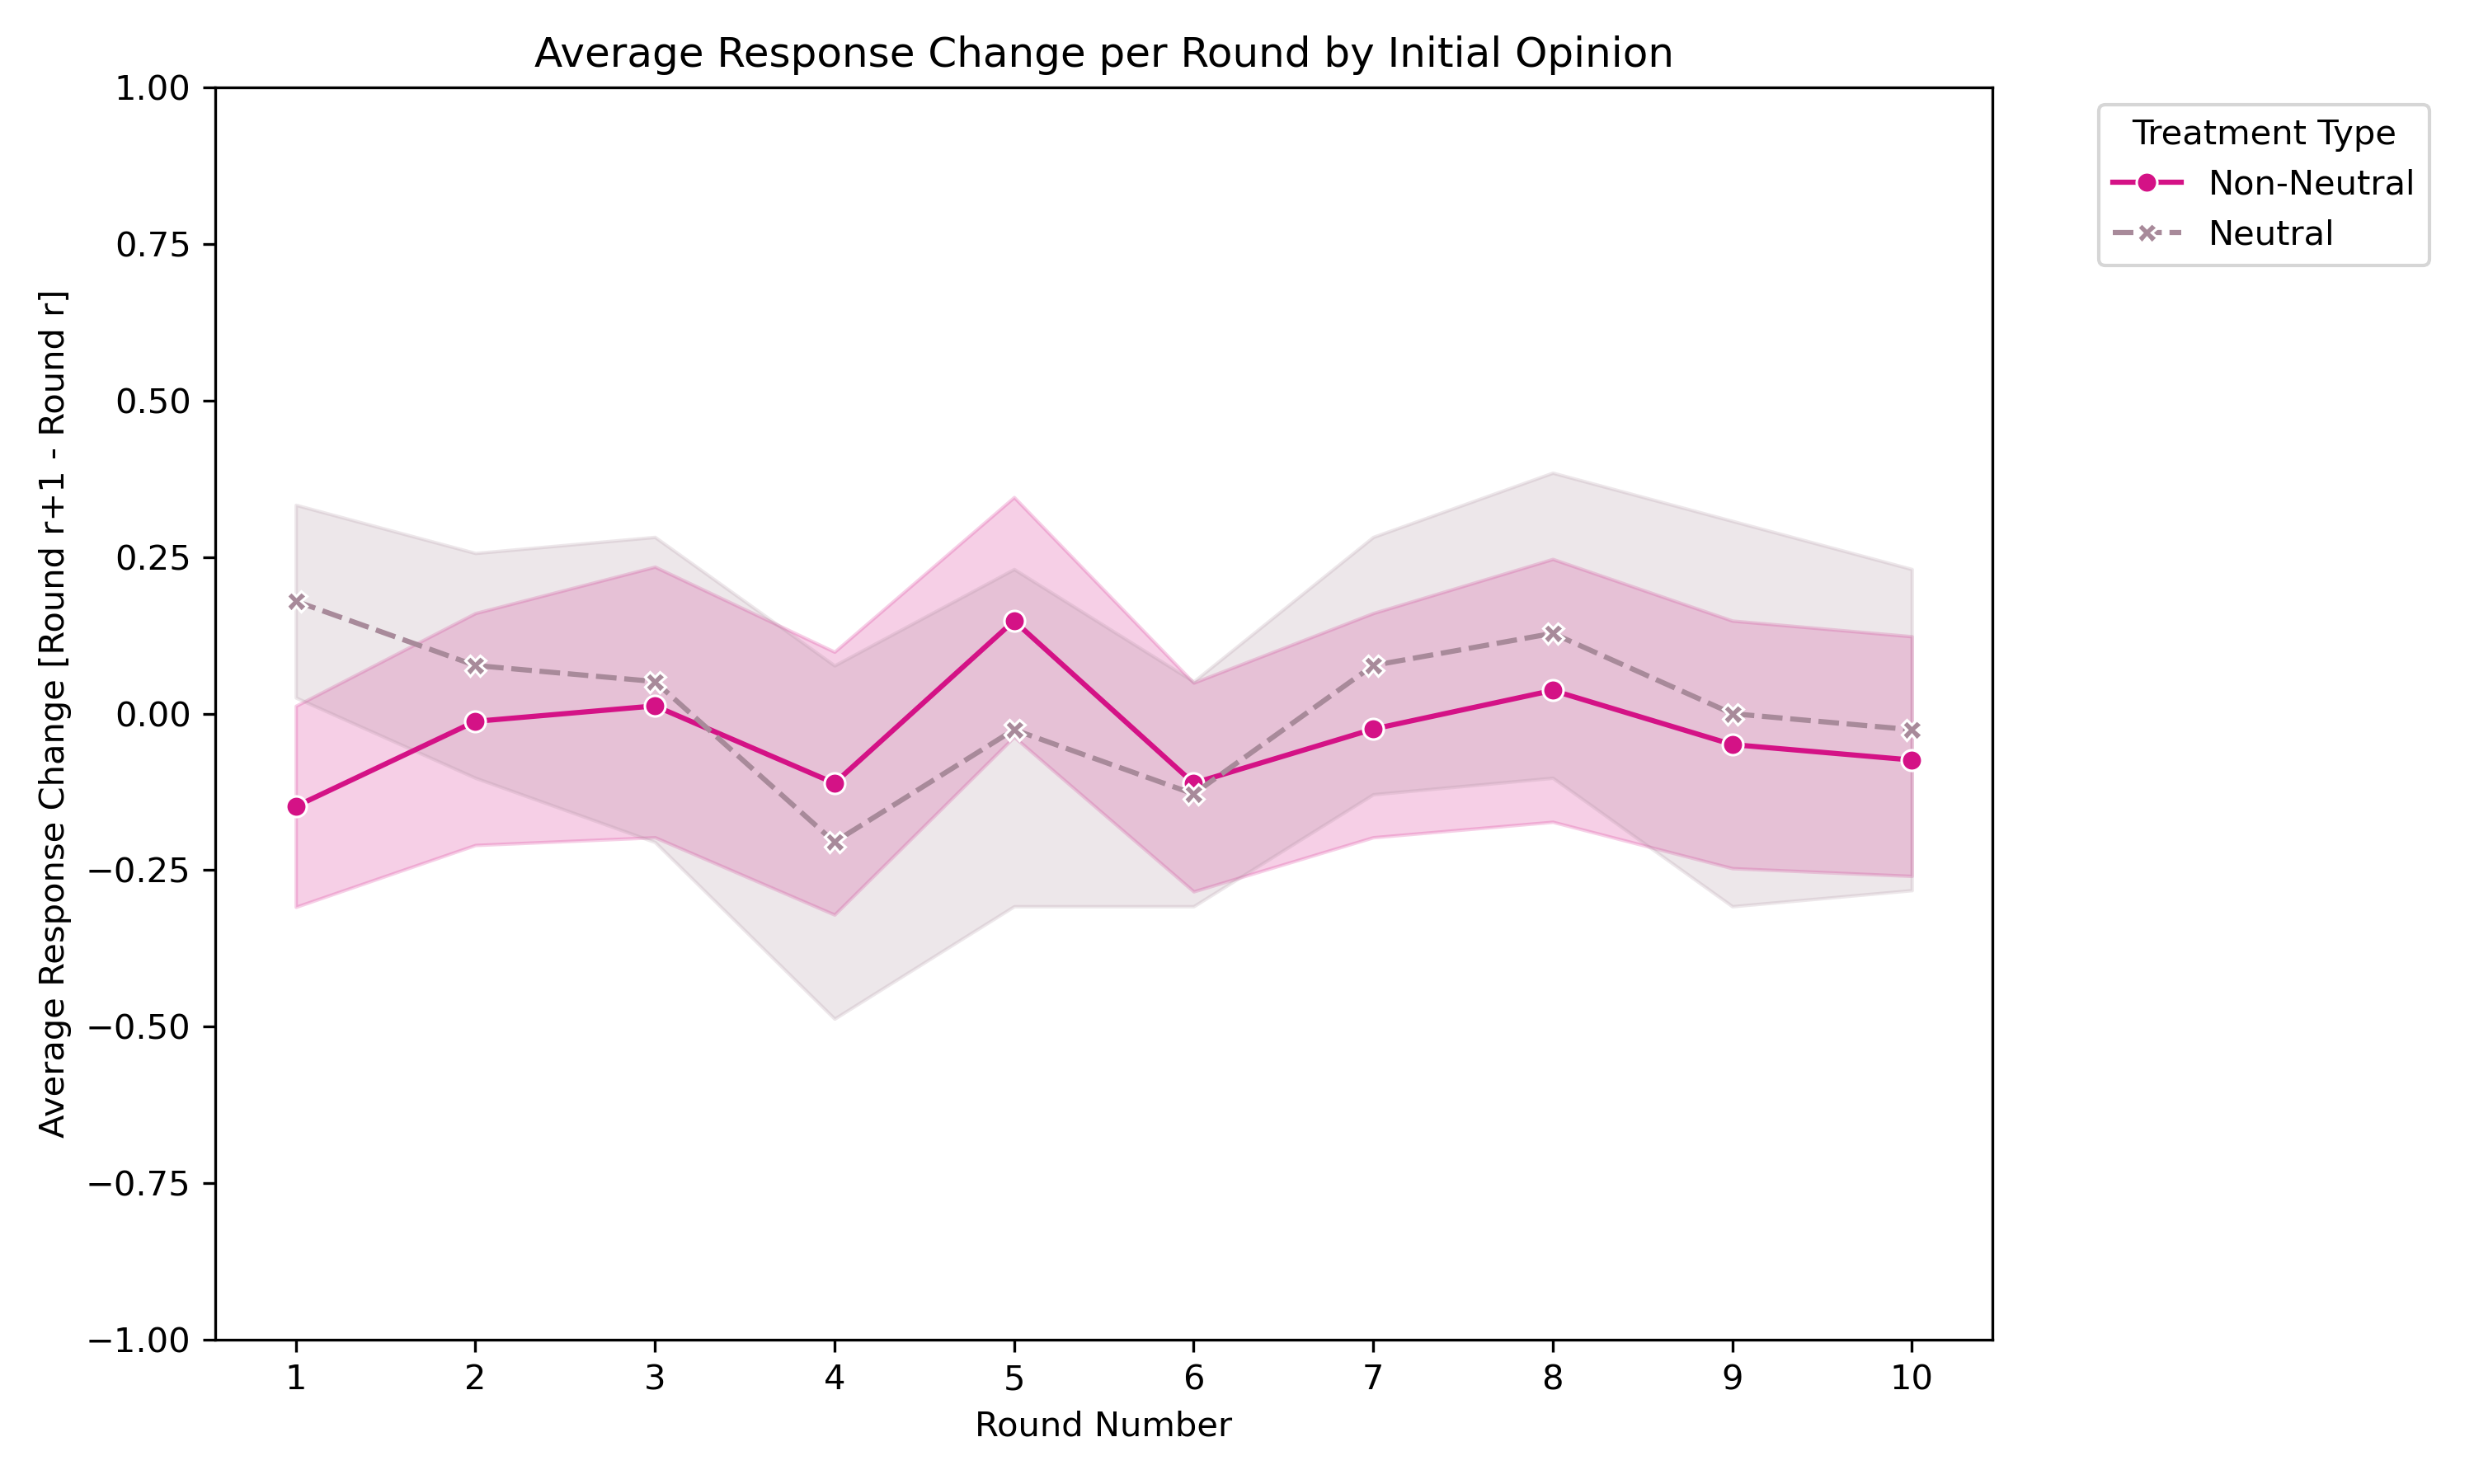 Average Response Change per Round by Initial Opinion
Average Response Change [Round r+1 - Round r]
1.00
0.75
0.50
0.25
0.00
−0.25
−0.50
−0.75
−1.00
1 2 3 4 5 6 7 8 9 10
Round Number
Treatment Type
Non-Neutral
Neutral